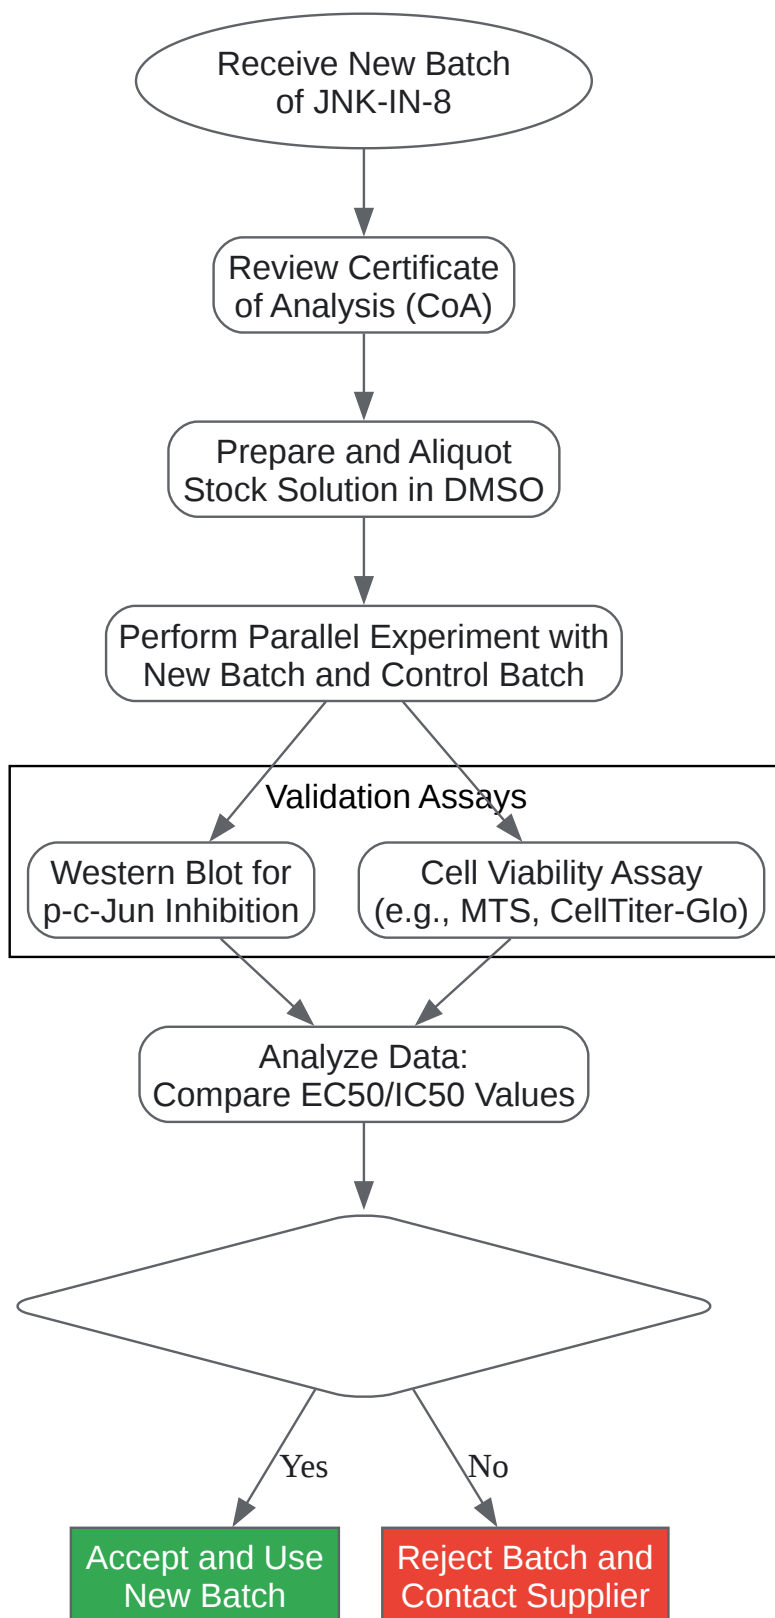 Receive New Batch
of JNK-IN-8
Review Certificate
of Analysis (CoA)
Prepare and Aliquot
Stock Solution in DMSO
Perform Parallel Experiment with
New Batch and Control Batch
Validation Assays
Western Blot for
p-c-Jun Inhibition
Cell Viability Assay
(e.g., MTS, CellTiter-Glo)
Analyze Data:
Compare EC50/IC50 Values
Yes
No
Accept and Use
New Batch
Reject Batch and
Contact Supplier